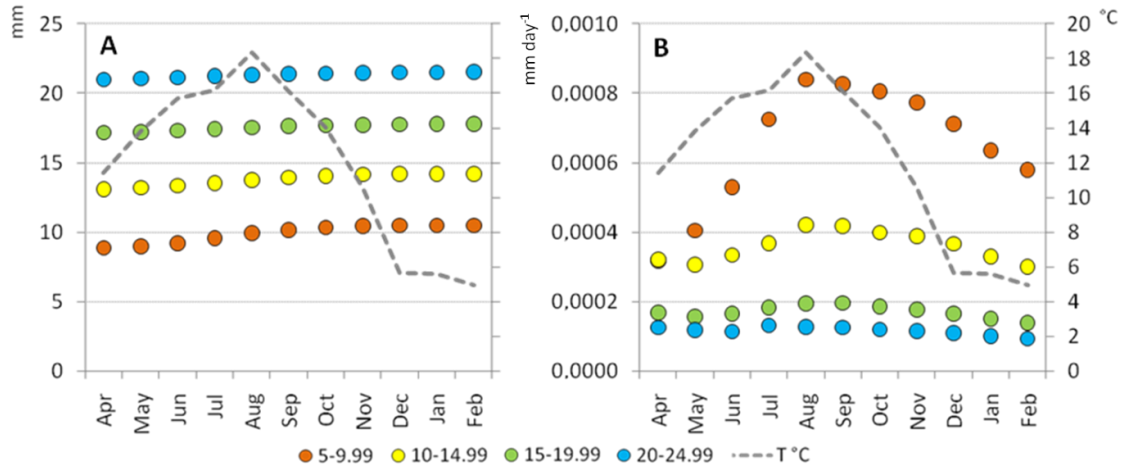 mm
A
25
20
15
10
5
0
Apr May Jun Jul Aug Sep Oct Nov Dec Jan Feb
mm day-1
B
°C
0,0010
0,0008
0,0006
0,0004
0,0002
0,0000
20
18
16
14
12
10
8
6
4
2
0
Apr May Jun Jul Aug Sep Oct Nov Dec Jan Feb
5-9.99 10-14.99 15-19.99 20-24.99 T °C